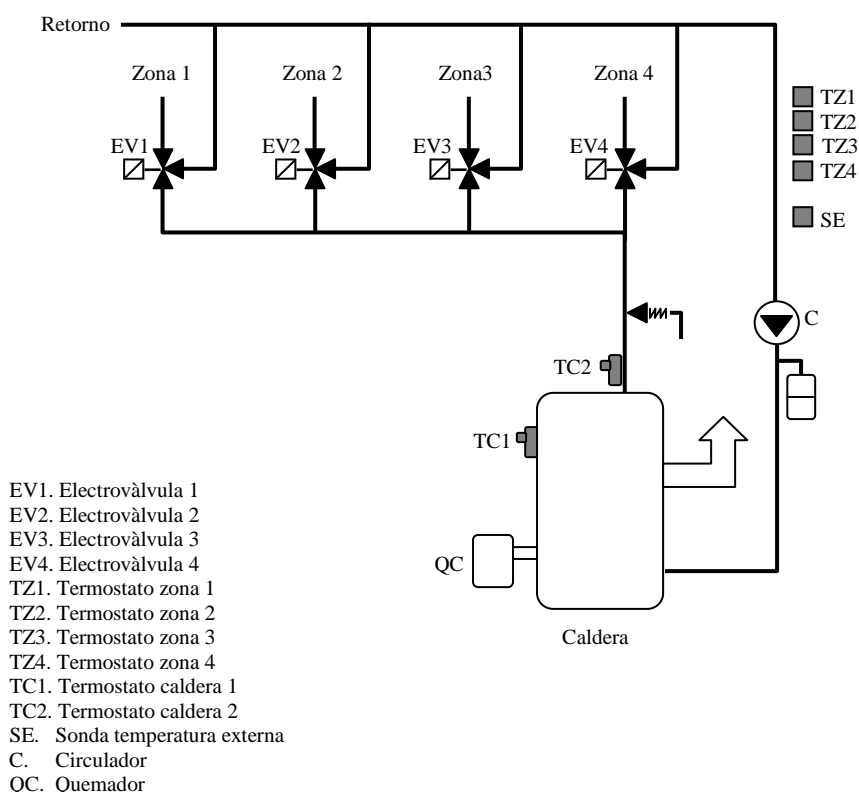 Retorno
Zona 1
Zona 2
Zona3
Zona 4
TZ1
TZ2
TZ3
TZ4
EV1
EV2
EV3
EV4
SE
C
TC2
TC1
QC
Caldera
EV1. Electrovàlvula 1
EV2. Electrovàlvula 2
EV3. Electrovàlvula 3
EV4. Electrovàlvula 4
TZ1. Termostato zona 1
TZ2. Termostato zona 2
TZ3. Termostato zona 3
TZ4. Termostato zona 4
TC1. Termostato caldera 1
TC2. Termostato caldera 2
SE. Sonda temperatura externa
C. Circulador
QC. Quemador